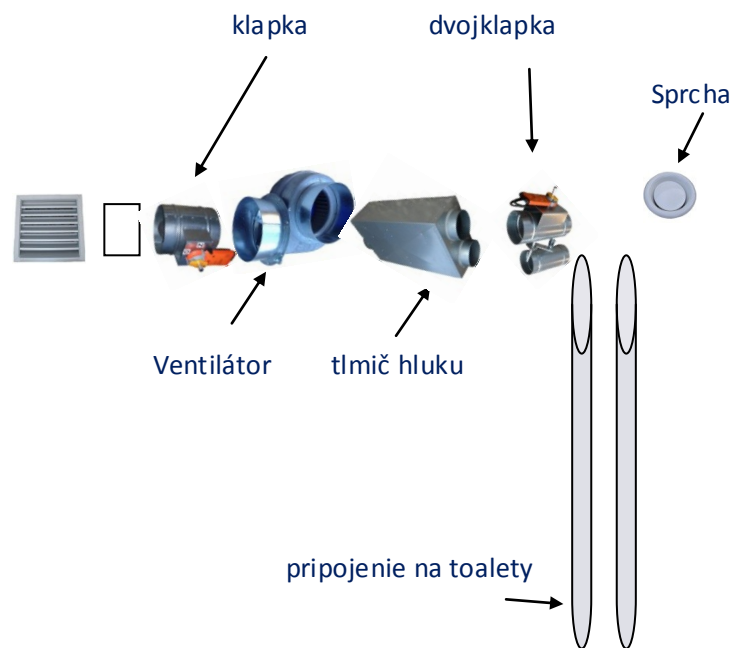 klapka
dvojklapka
Sprcha
Ventilátor
tlmič hluku
pripojenie na toalety